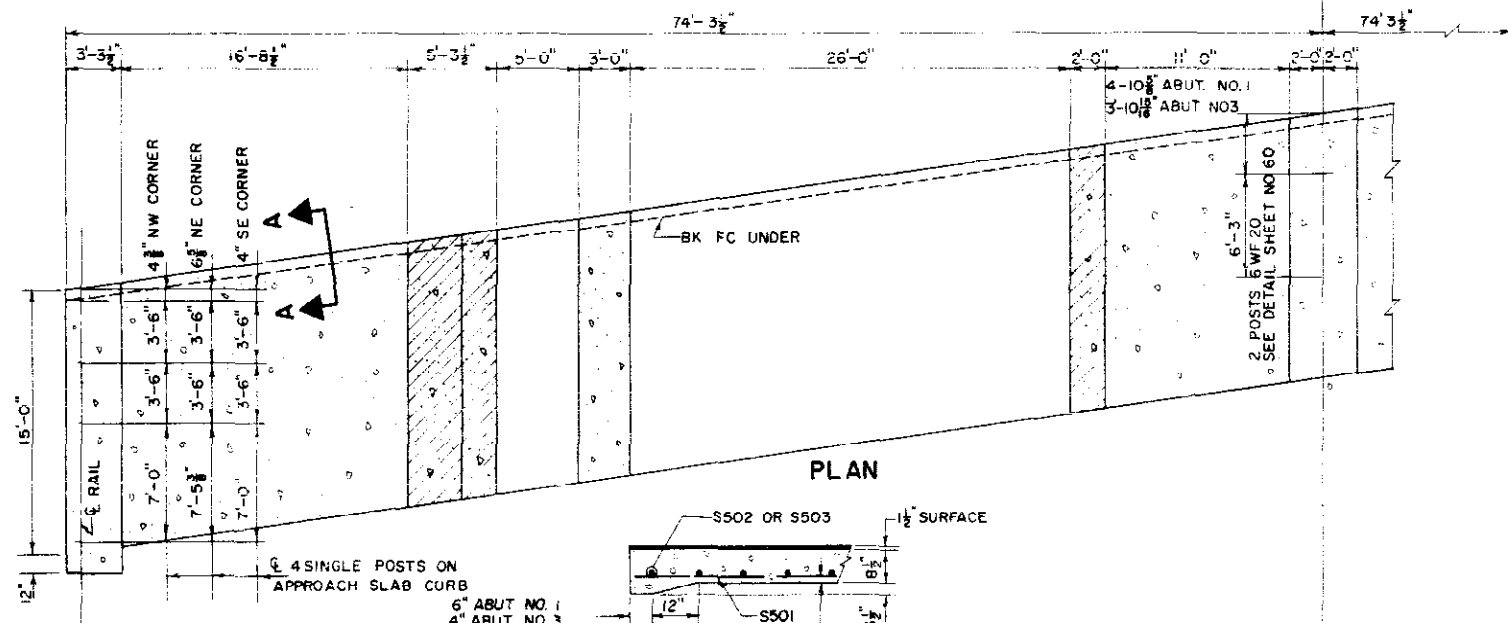 74'-3½"
74' 3½"
3'-3½"
16'-8½"
5'-3½"
5'-0"
3'-0"
26'-0"
2'-0"
11'-0"
2'-0"
2'-0"
4-10⅝" ABUT. NO. 1
3'-10 15/16" ABUT NO3
4⅜" NW CORNER
6⅝" NE CORNER
4" SE CORNER
A
A
BK FC UNDER
6'-3"
2 POSTS 6 WF 20
SEE DETAIL SHEET NO 60
3'-6"
3'-6"
3'-6"
3'-6"
3'-6"
3'-6"
15'-0"
℄ RAIL
7'-0"
7'-5⅜"
7'-0"
12"
PLAN
℄ 4 SINGLE POSTS ON
APPROACH SLAB CURB
S502 OR S503
1½" SURFACE
8½"
6" ABUT NO. 1
4" ABUT NO. 3
12"
S501